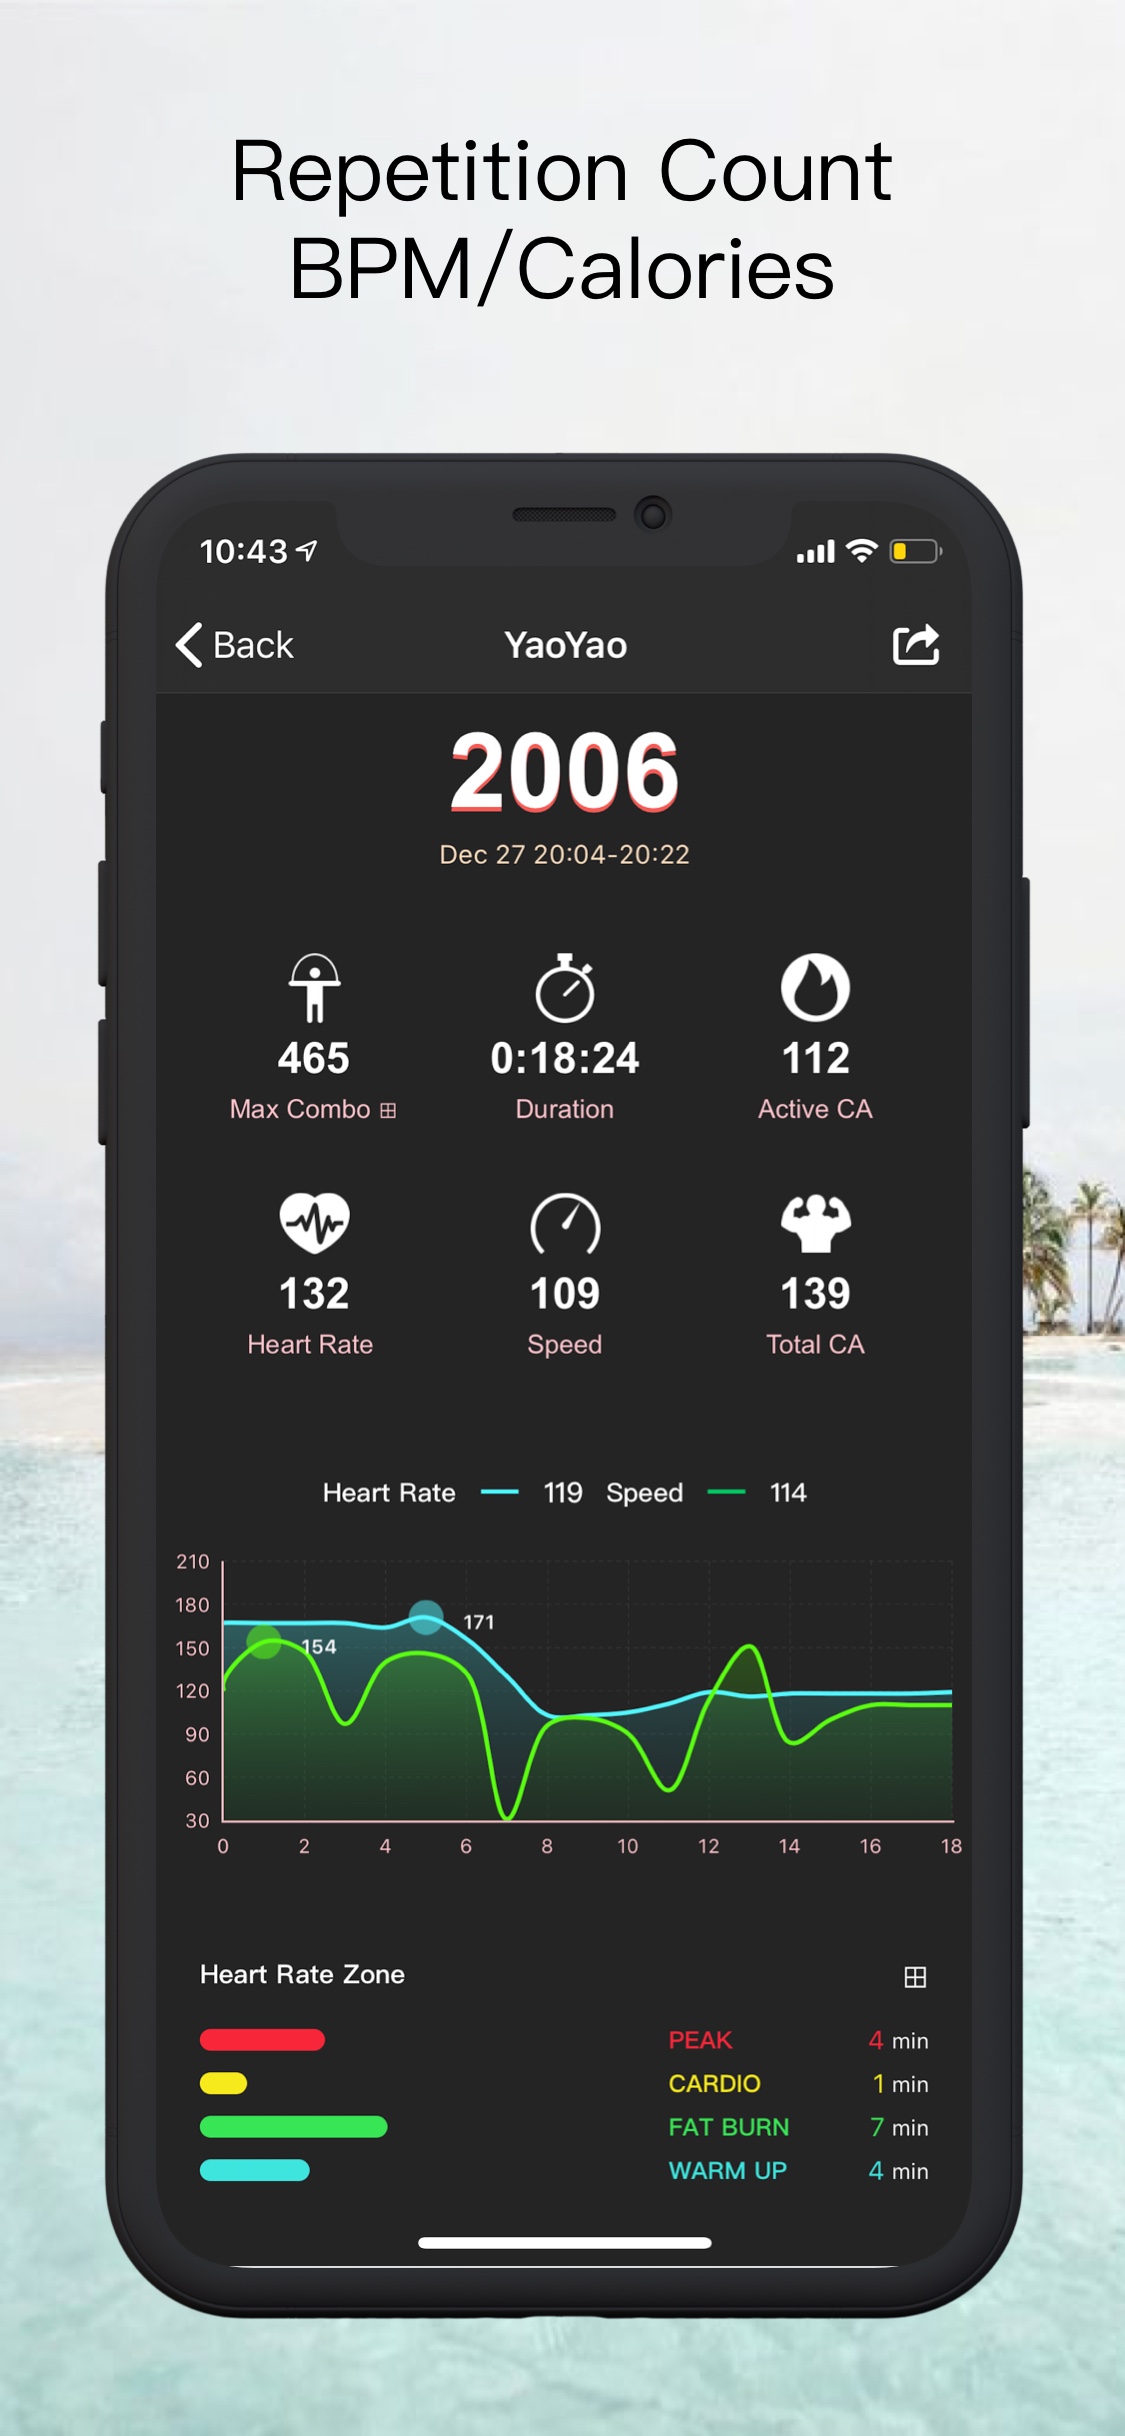 Repetition Count
BPM/Calories
10:43
Back YaoYao
2006
Dec 27 20:04-20:22
465 0:18:24 112
Max Combo Duration Active CA
132 109 139
Heart Rate Speed Total CA
Heart Rate 119 Speed 114
210
180
171
154
150
120
90
60
30
0 2 4 6 8 10 12 14 16 18
Heart Rate Zone
PEAK 4 min
CARDIO 1 min
FAT BURN 7 min
WARM UP 4 min